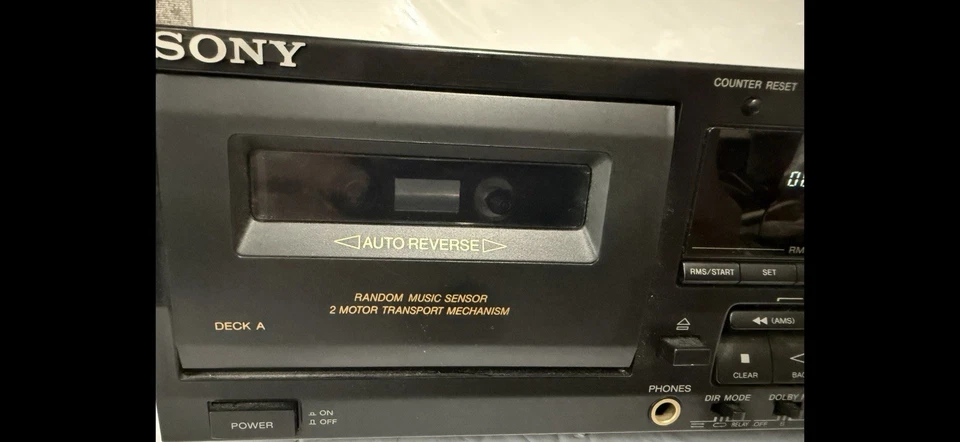 SONY
COUNTER RESET
AUTO REVERSE
RANDOM MUSIC SENSOR
2 MOTOR TRANSPORT MECHANISM
DECK A
RMS/START
SET
(AMS)
CLEAR
PHONES
DIR MODE
POWER
ON
OFF
RELAY